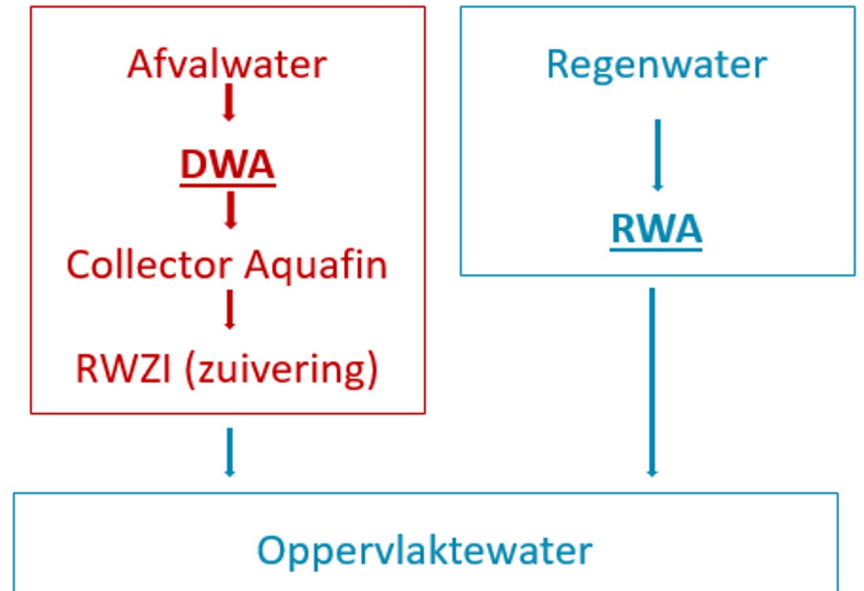 Afvalwater
DWA
Collector Aquafin
RWZI (zuivering)
Regenwater
RWA
Oppervlaktewater